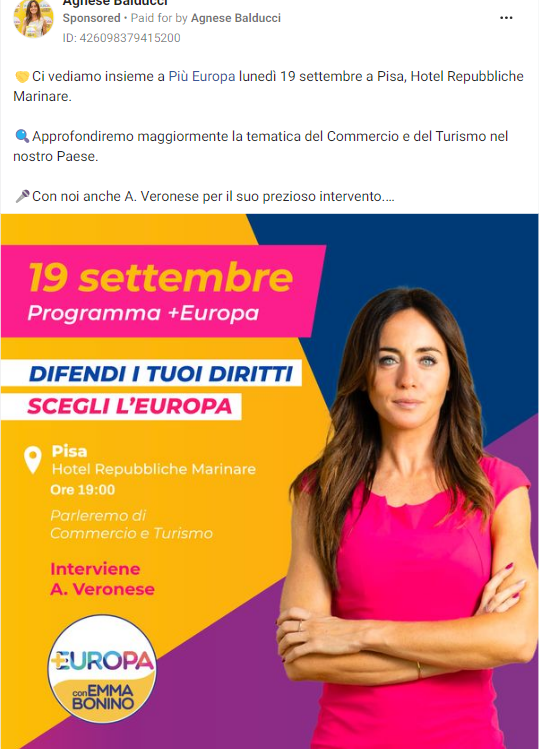 Agnese Balducci
Sponsored • Paid for by Agnese Balducci
ID: 426098379415200
🤝Ci vediamo insieme a Più Europa lunedì 19 settembre a Pisa, Hotel Repubbliche
Marinare.
🔍Approfondiremo maggiormente la tematica del Commercio e del Turismo nel
nostro Paese.
🎤Con noi anche A. Veronese per il suo prezioso intervento.…
19 settembre
Programma +Europa
DIFENDI I TUOI DIRITTI
SCEGLI L'EUROPA
Pisa
Hotel Repubbliche Marinare
Ore 19:00
Parleremo di
Commercio e Turismo
Interviene
A. Veronese
+EUROPA
con EMMA
BONINO